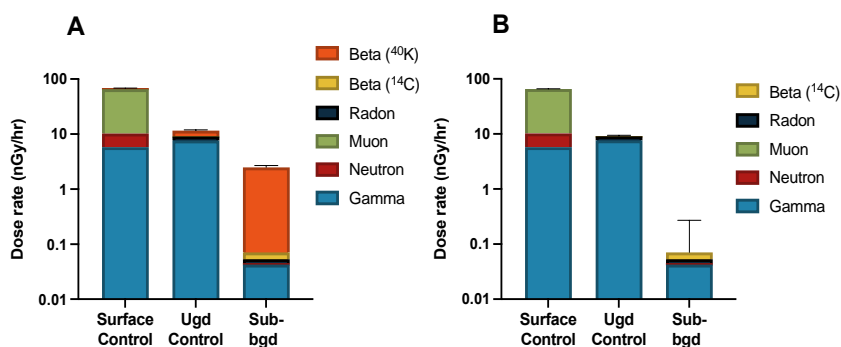 A
Dose rate (nGy/hr)
100
10
1
0.1
0.01
Surface
Control
Ugd
Control
Sub-
bgd
Beta (⁴⁰K)
Beta (¹⁴C)
Radon
Muon
Neutron
Gamma
B
Dose rate (nGy/hr)
100
10
1
0.1
0.01
Surface
Control
Ugd
Control
Sub-
bgd
Beta (¹⁴C)
Radon
Muon
Neutron
Gamma